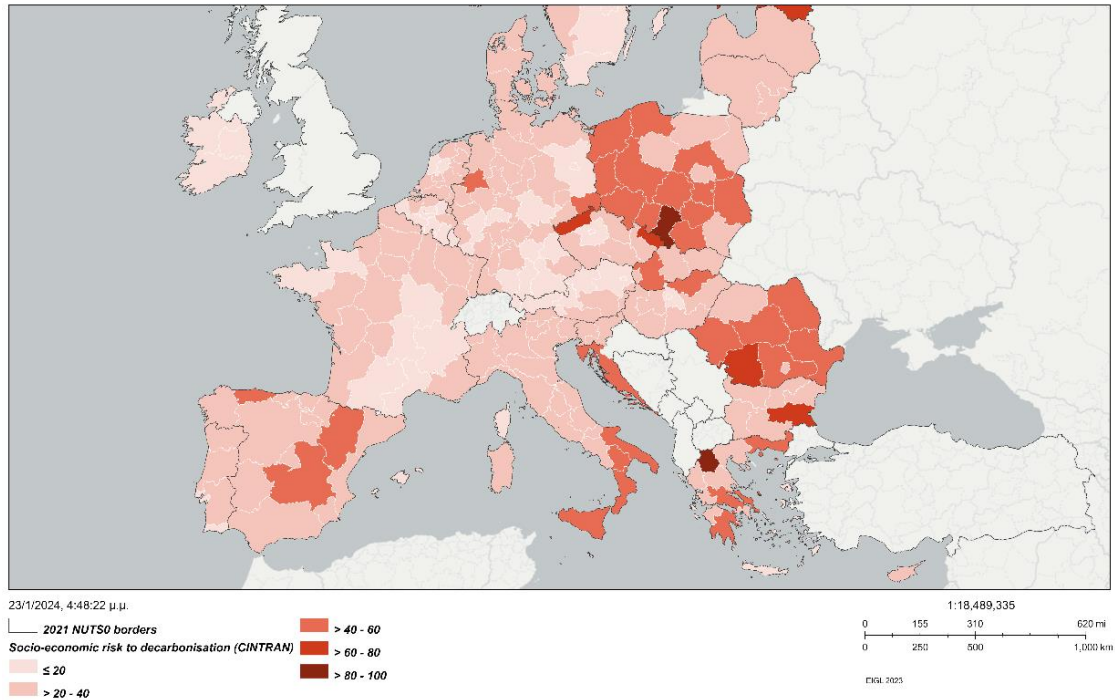 23/1/2024, 4:48:22 μ.μ.
2021 NUTS0 borders
Socio-economic risk to decarbonisation (CINTRAN)
≤ 20
> 20 - 40
> 40 - 60
> 60 - 80
> 80 - 100
1:18,489,335
0 155 310 620 mi
0 250 500 1,000 km
EIGL 2023